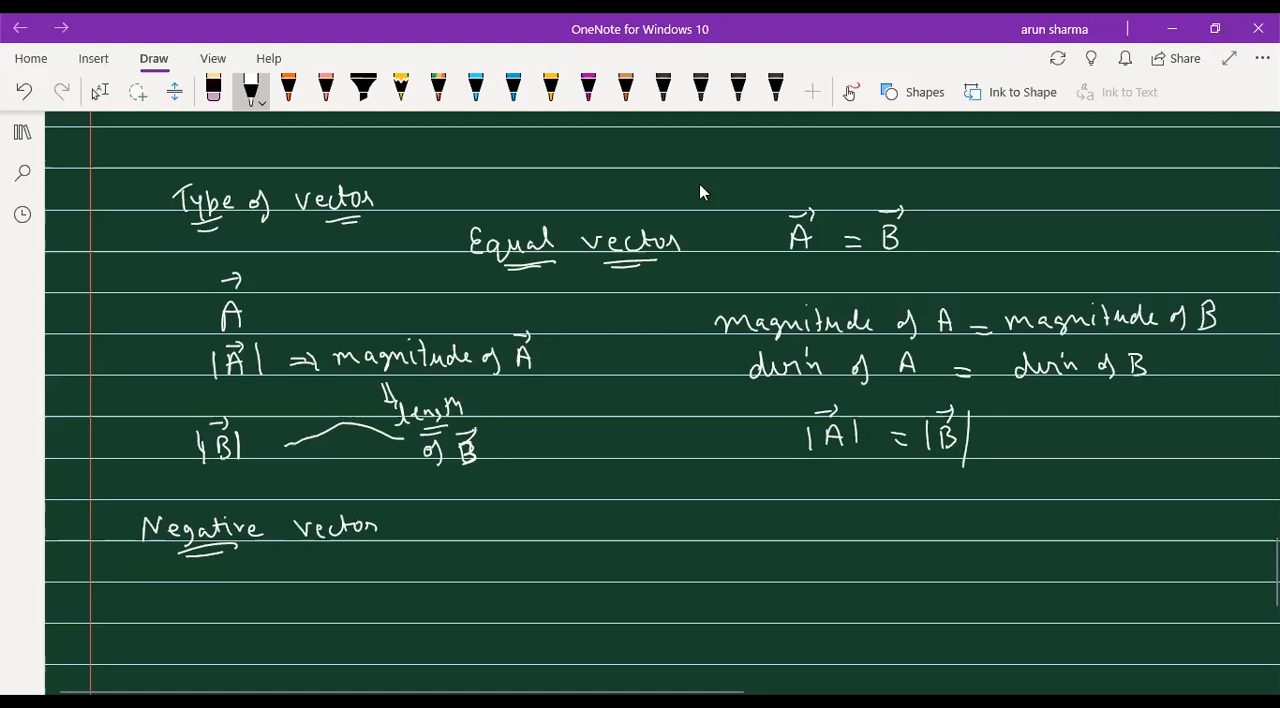 OneNote for Windows 10
arun sharma
Home Insert Draw View Help
Share
Shapes Ink to Shape Ink to Text
Type of vector
Equal vector A⃗ = B⃗
A⃗
magnitude of A = magnitude of B
|A⃗| ⇒ magnitude of A⃗
dirn of A = dirn of B
⇓ length
|B⃗| of B⃗
|A⃗| = |B⃗|
Negative vector